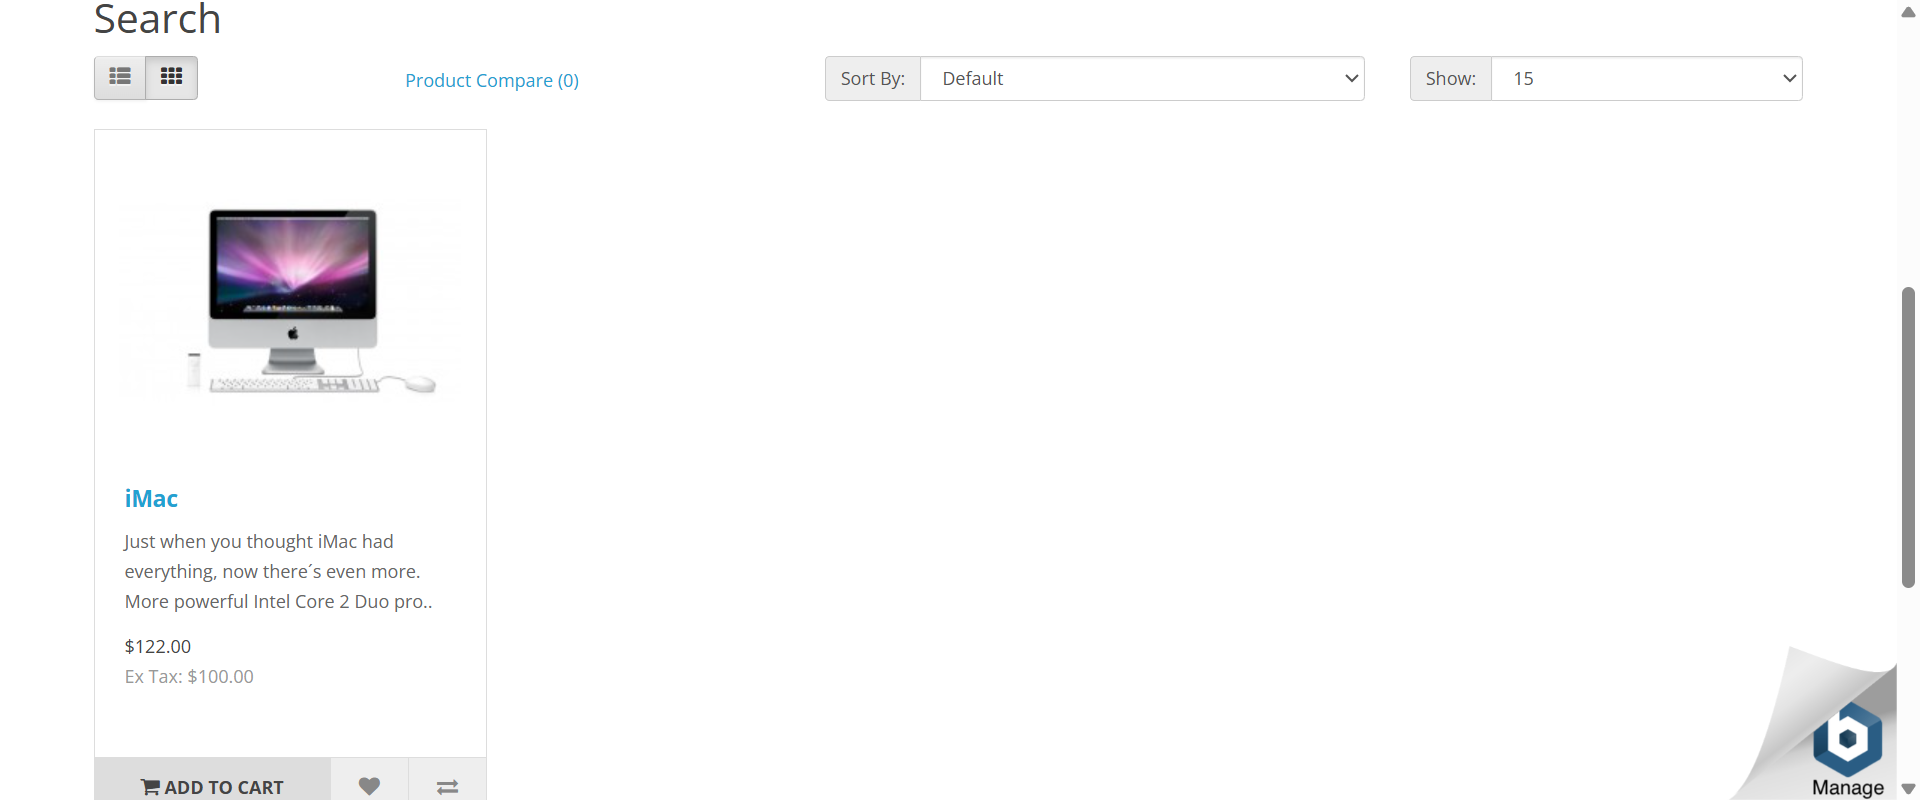 Search
Product Compare (0)
Sort By:
Default
Show:
15
iMac
Just when you thought iMac had
everything, now there´s even more.
More powerful Intel Core 2 Duo pro..
$122.00
Ex Tax: $100.00
ADD TO CART
b
Manage